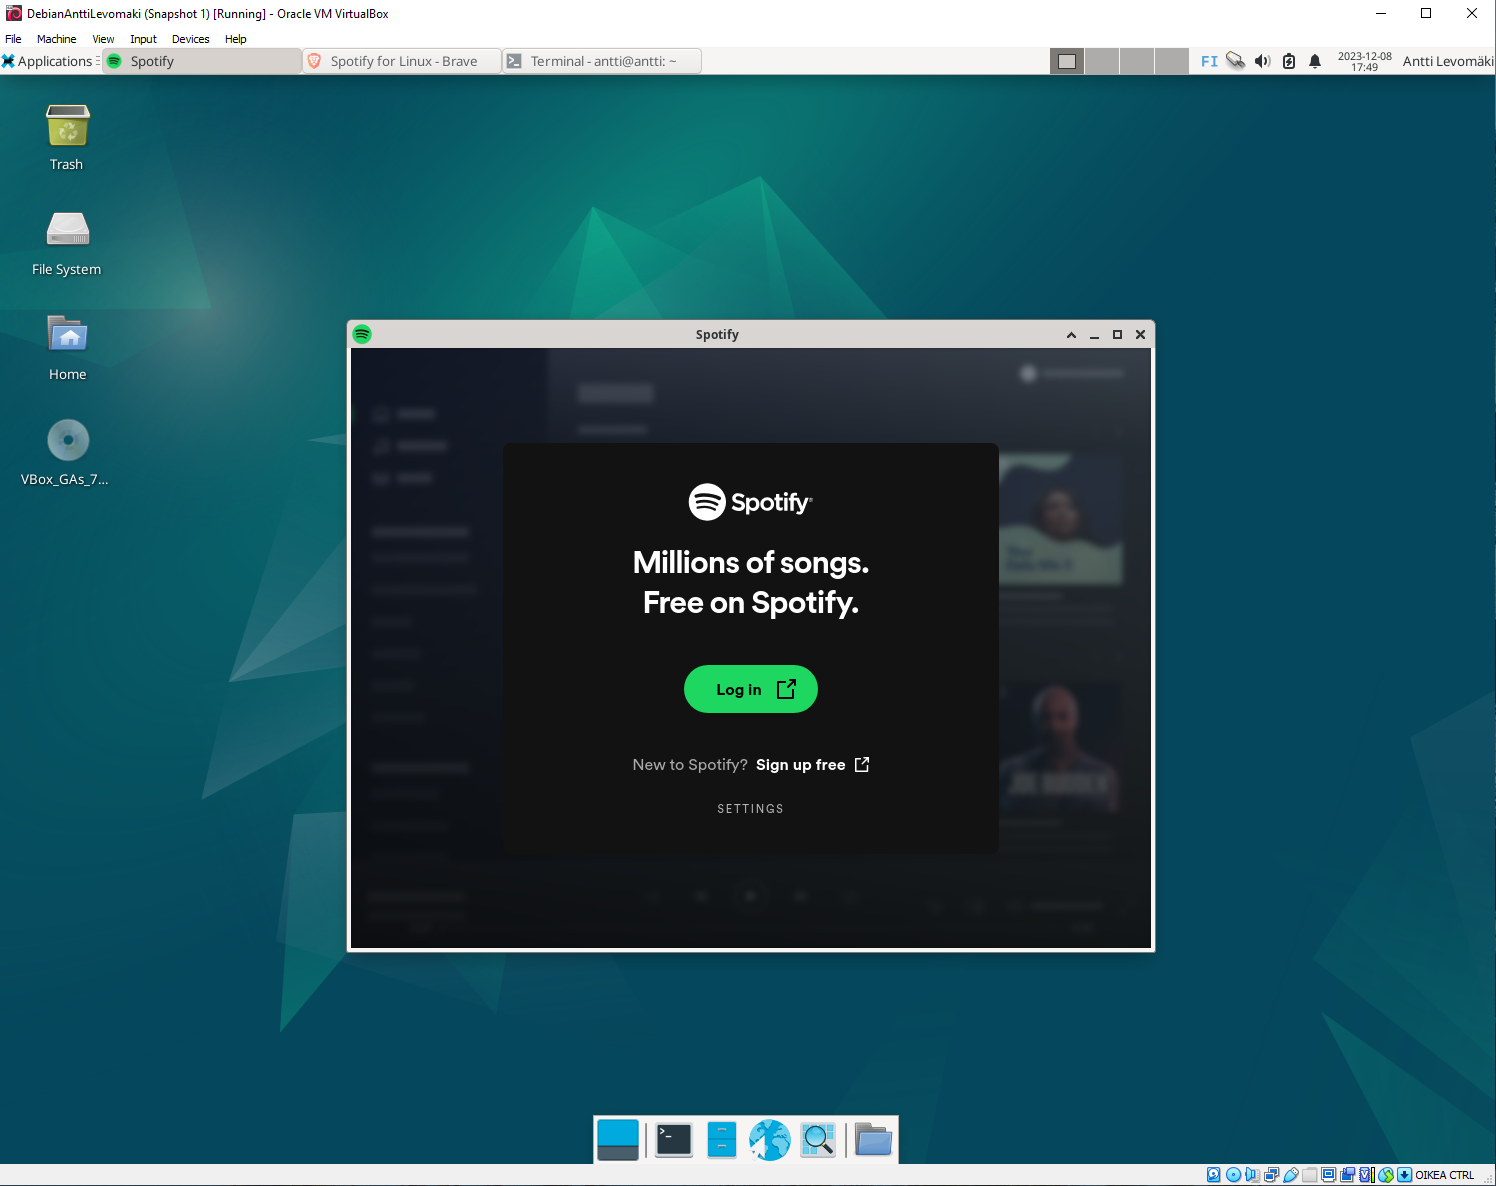 DebianAnttiLevomaki (Snapshot 1) [Running] - Oracle VM VirtualBox
File Machine View Input Devices Help
Applications Spotify Spotify for Linux - Brave Terminal - antti@antti: ~ FI 2023-12-08 17:49 Antti Levomäki
Trash
File System
Home
VBox_GAs_7...
Spotify
Spotify
Millions of songs.
Free on Spotify.
Log in
New to Spotify? Sign up free
SETTINGS
OIKEA CTRL